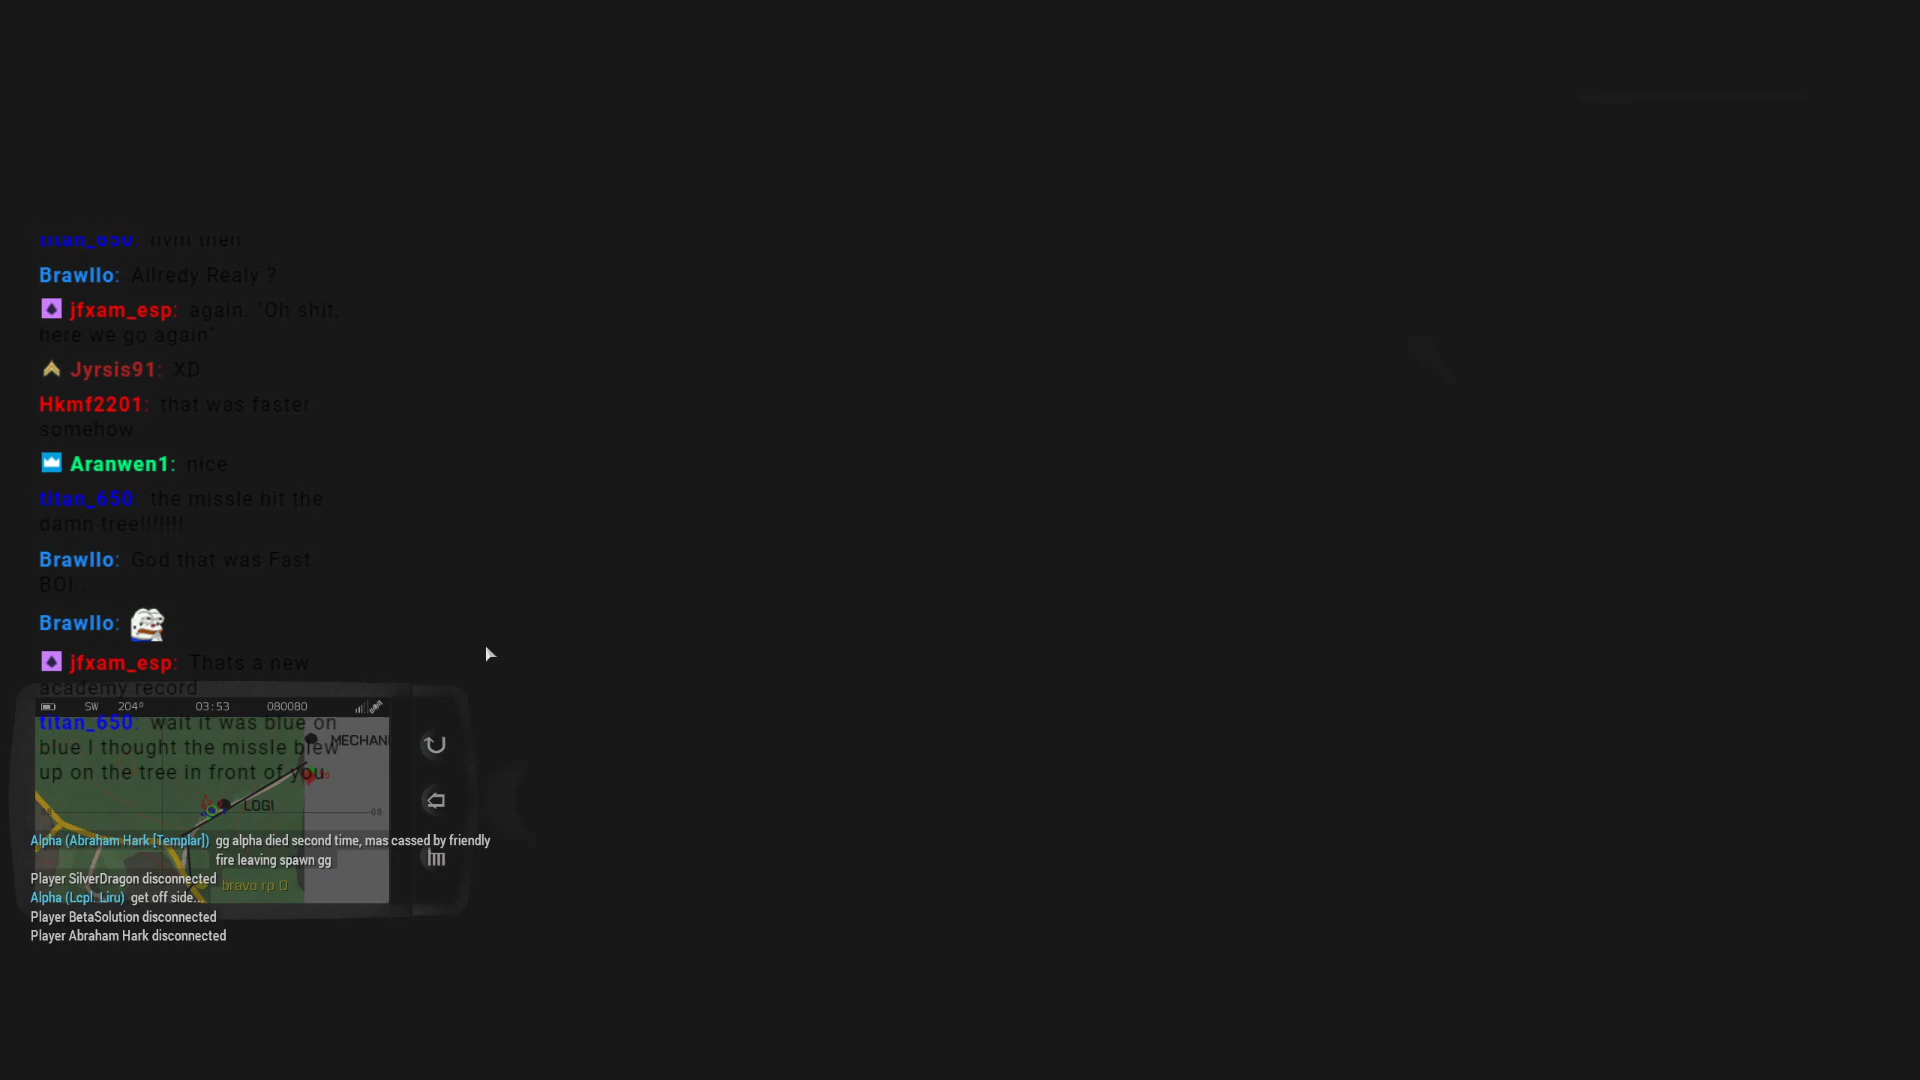 titan_650: nvm then
Brawllo: Allredy Realy ?
jfxam_esp: again. "Oh shit,
here we go again"
Jyrsis91: XD
Hkmf2201: that was faster
somehow
Aranwen1: nice
titan_650: the missle hit the
damn tree!!!!!!!
Brawllo: God that was Fast
BOI..
Brawllo:
jfxam_esp: Thats a new
academy record
SW 204° 03:53 080080
titan_650: wait it was blue on
blue I thought the missle blew
up on the tree in front of you
MECHANI
LOGI
Alpha (Abraham Hark [Templar]) gg alpha died second time, mas cassed by friendly
fire leaving spawn gg
Player SilverDragon disconnected
bravo rp 0
Alpha (Lcpl. Liru) get off side...
Player BetaSolution disconnected
Player Abraham Hark disconnected